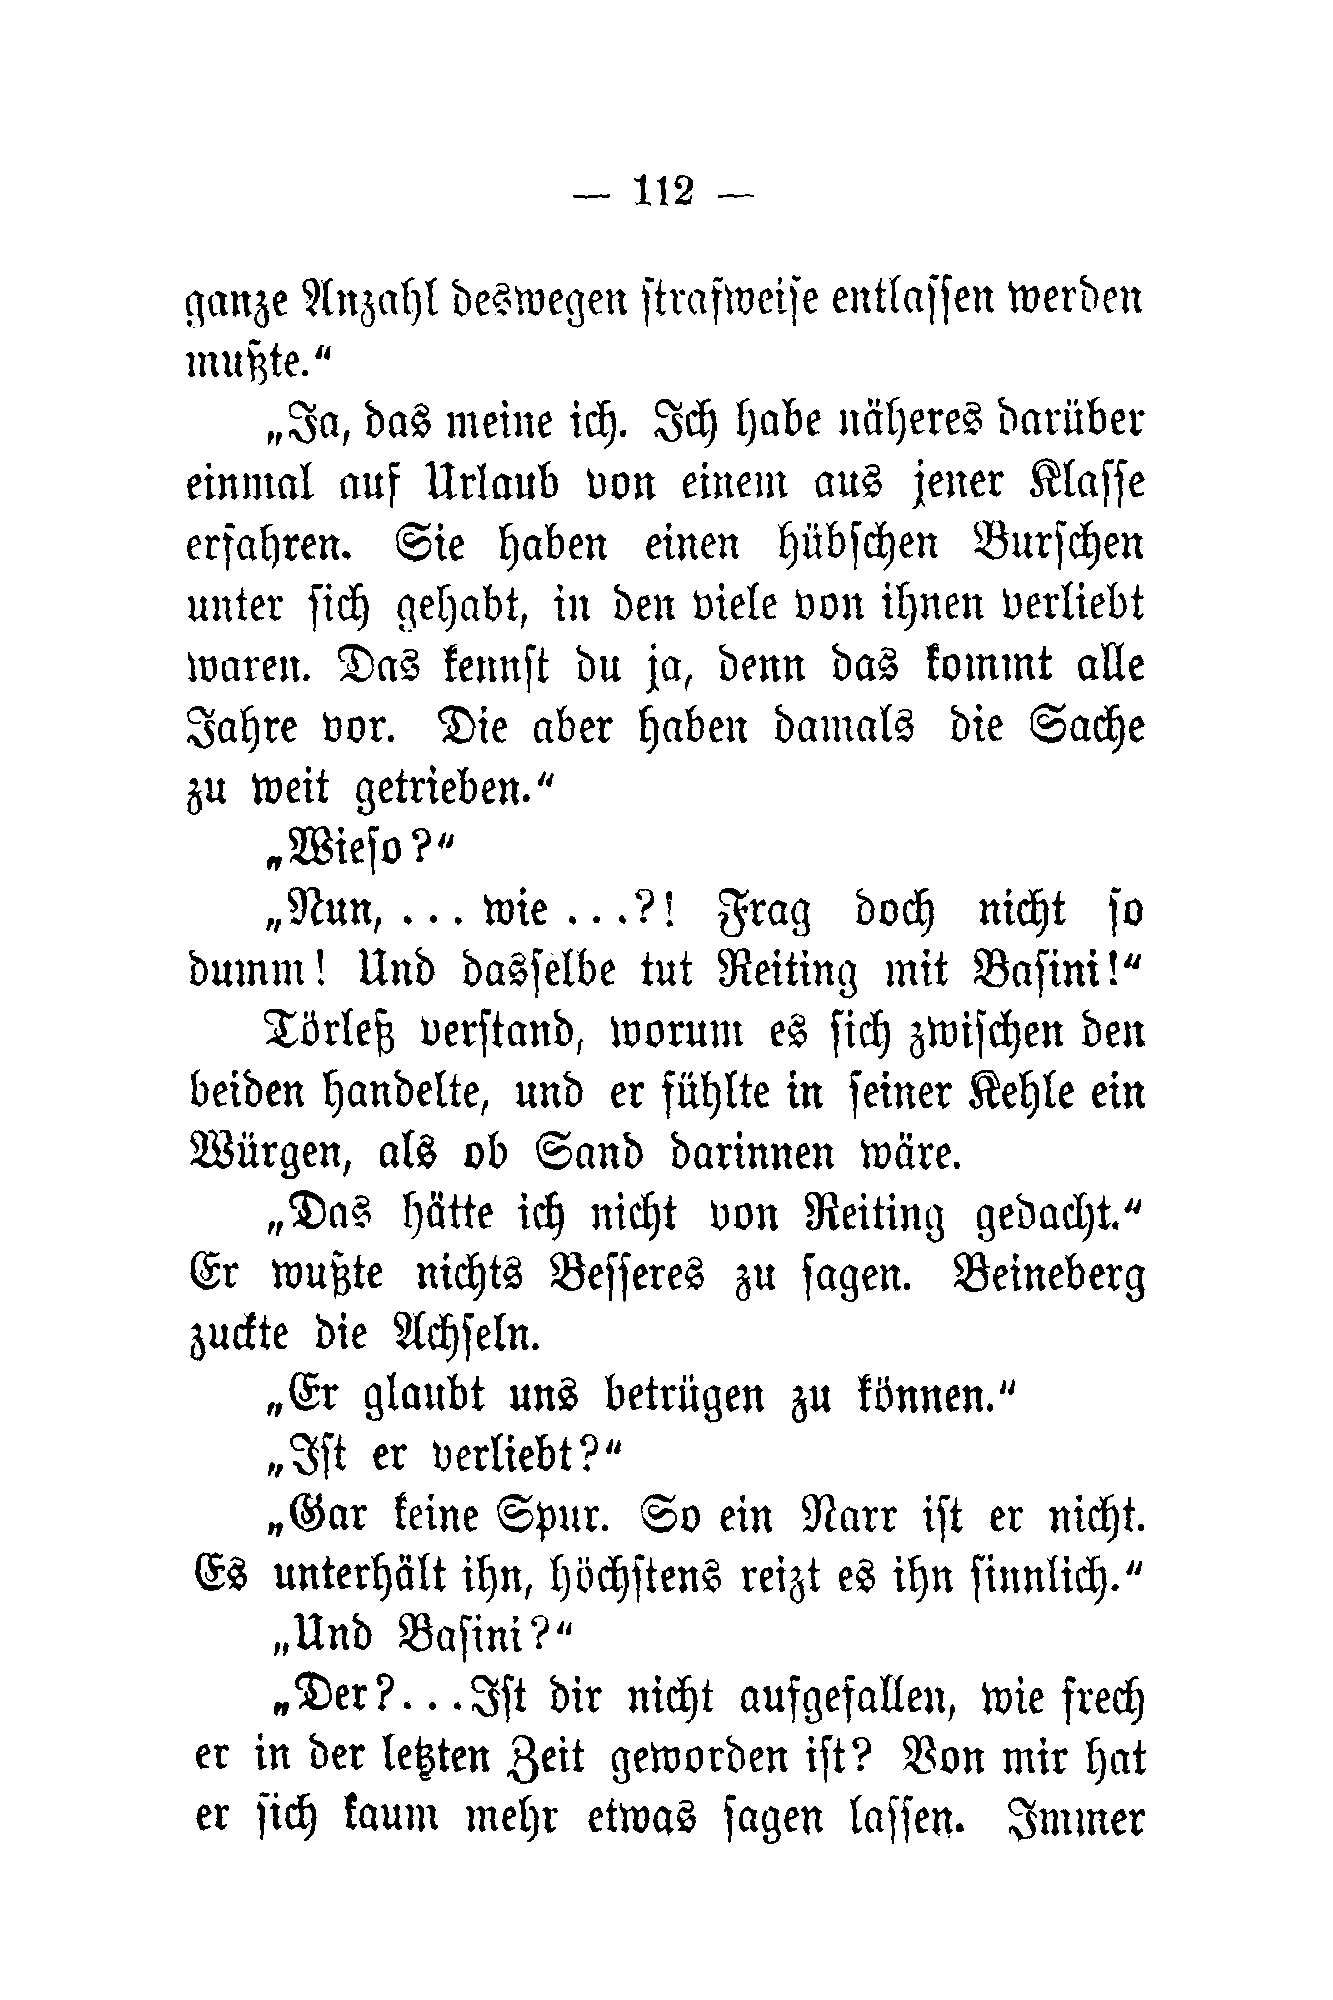 — 112 —
ganze Anzahl deswegen strafweise entlassen werden
mußte.“
„Ja, das meine ich. Ich habe näheres darüber
einmal auf Urlaub von einem aus jener Klasse
erfahren. Sie haben einen hübschen Burschen
unter sich gehabt, in den viele von ihnen verliebt
waren. Das kennst du ja, denn das kommt alle
Jahre vor. Die aber haben damals die Sache
zu weit getrieben.“
„Wieso?“
„Nun, ... wie ...?! Frag doch nicht so
dumm! Und dasselbe tut Reiting mit Basini!“
Törleß verstand, worum es sich zwischen den
beiden handelte, und er fühlte in seiner Kehle ein
Würgen, als ob Sand darinnen wäre.
„Das hätte ich nicht von Reiting gedacht.“
Er wußte nichts Besseres zu sagen. Beineberg
zuckte die Achseln.
„Er glaubt uns betrügen zu können.“
„Ist er verliebt?“
„Gar keine Spur. So ein Narr ist er nicht.
Es unterhält ihn, höchstens reizt es ihn sinnlich.“
„Und Basini?“
„Der?...Ist dir nicht aufgefallen, wie frech
er in der letzten Zeit geworden ist? Von mir hat
er sich kaum mehr etwas sagen lassen. Immer